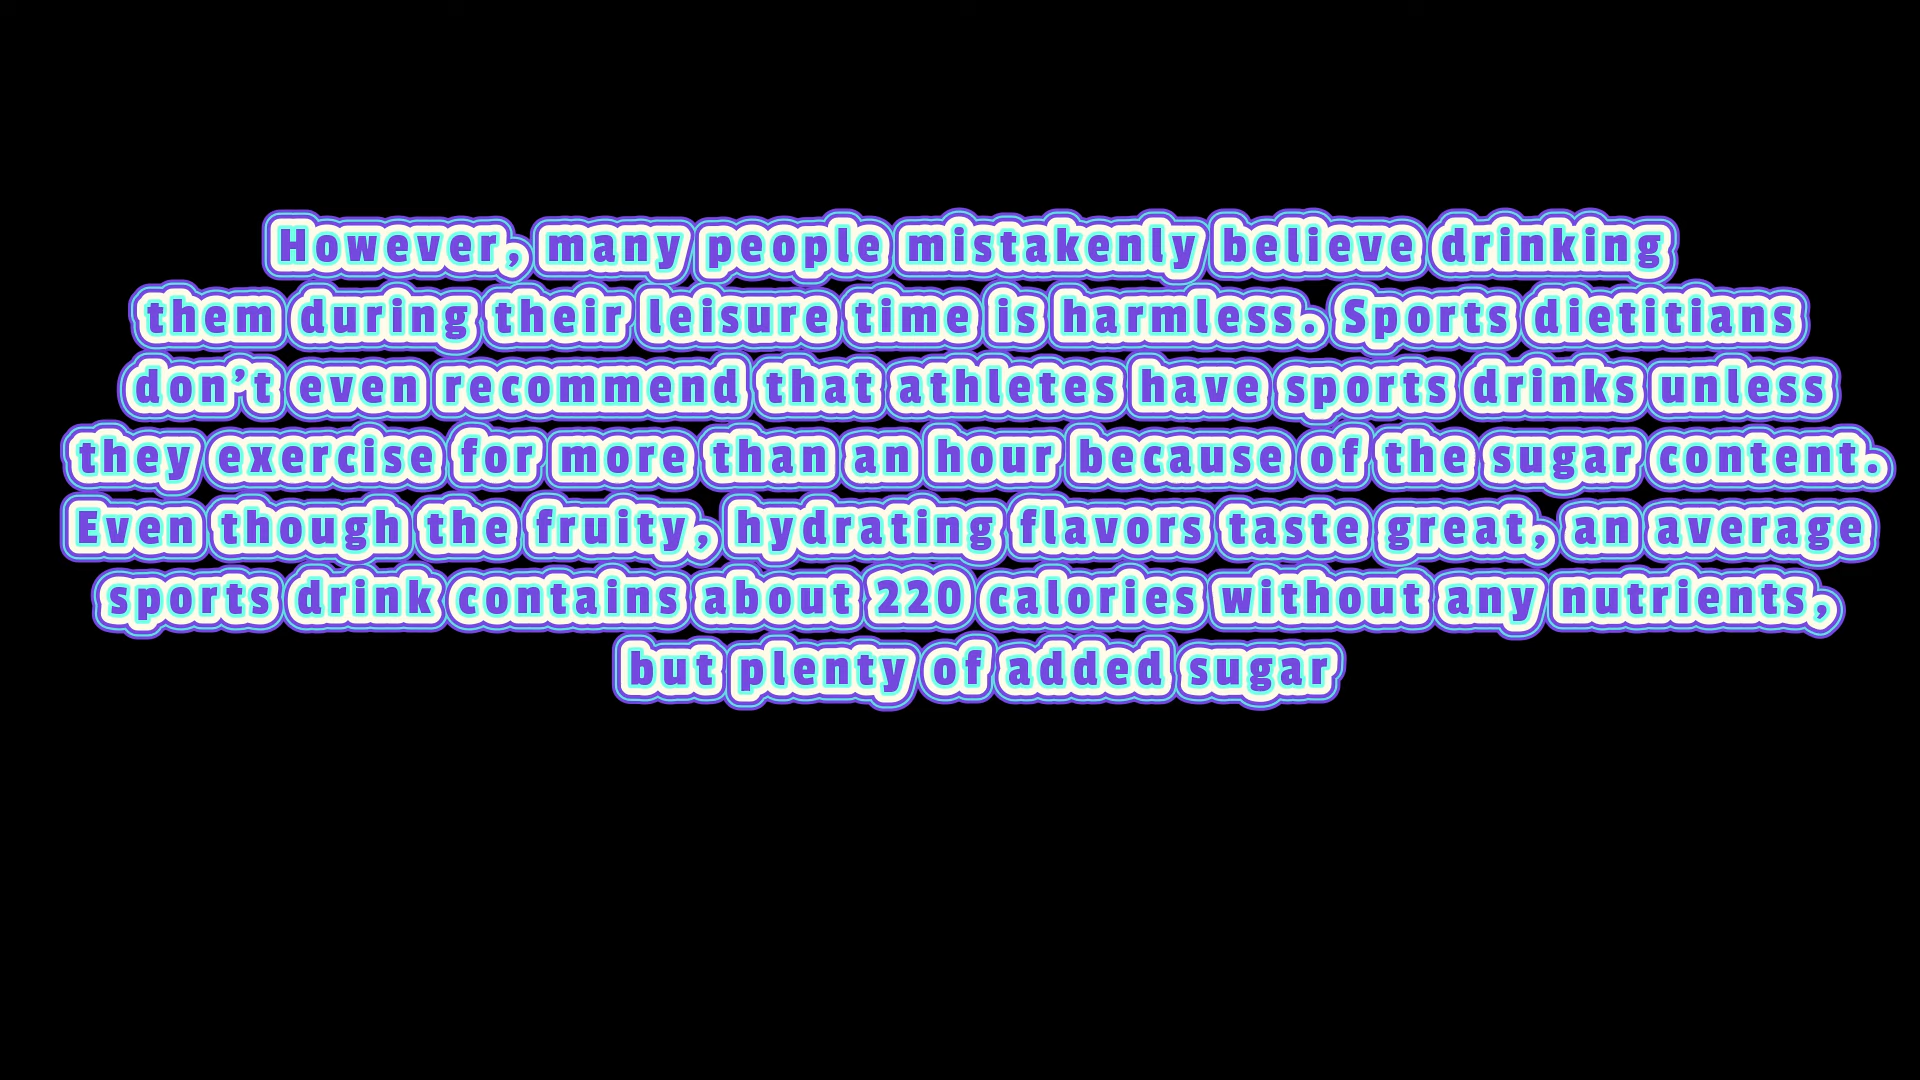 However, many people mistakenly believe drinking
them during their leisure time is harmless. Sports dietitians
don’t even recommend that athletes have sports drinks unless
they exercise for more than an hour because of the sugar content.
Even though the fruity, hydrating flavors taste great, an average
sports drink contains about 220 calories without any nutrients,
but plenty of added sugar